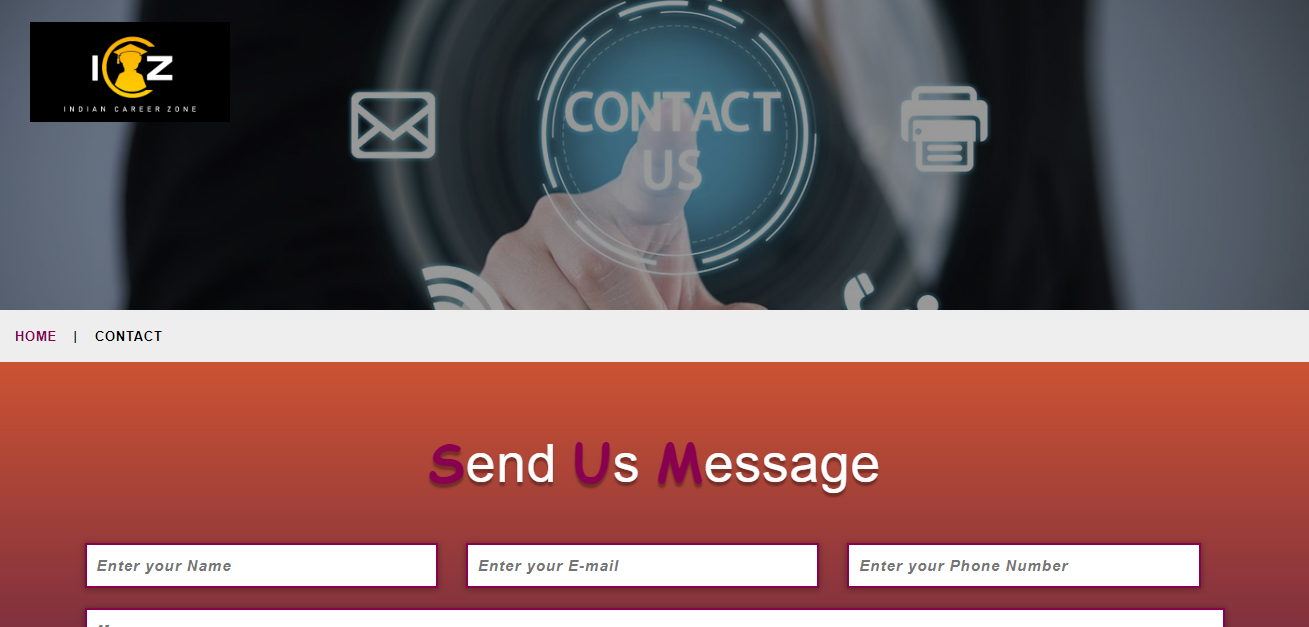 ICZ
INDIAN CAREER ZONE
CONTACT
US
HOME | CONTACT
Send Us Message
Enter your Name
Enter your E-mail
Enter your Phone Number